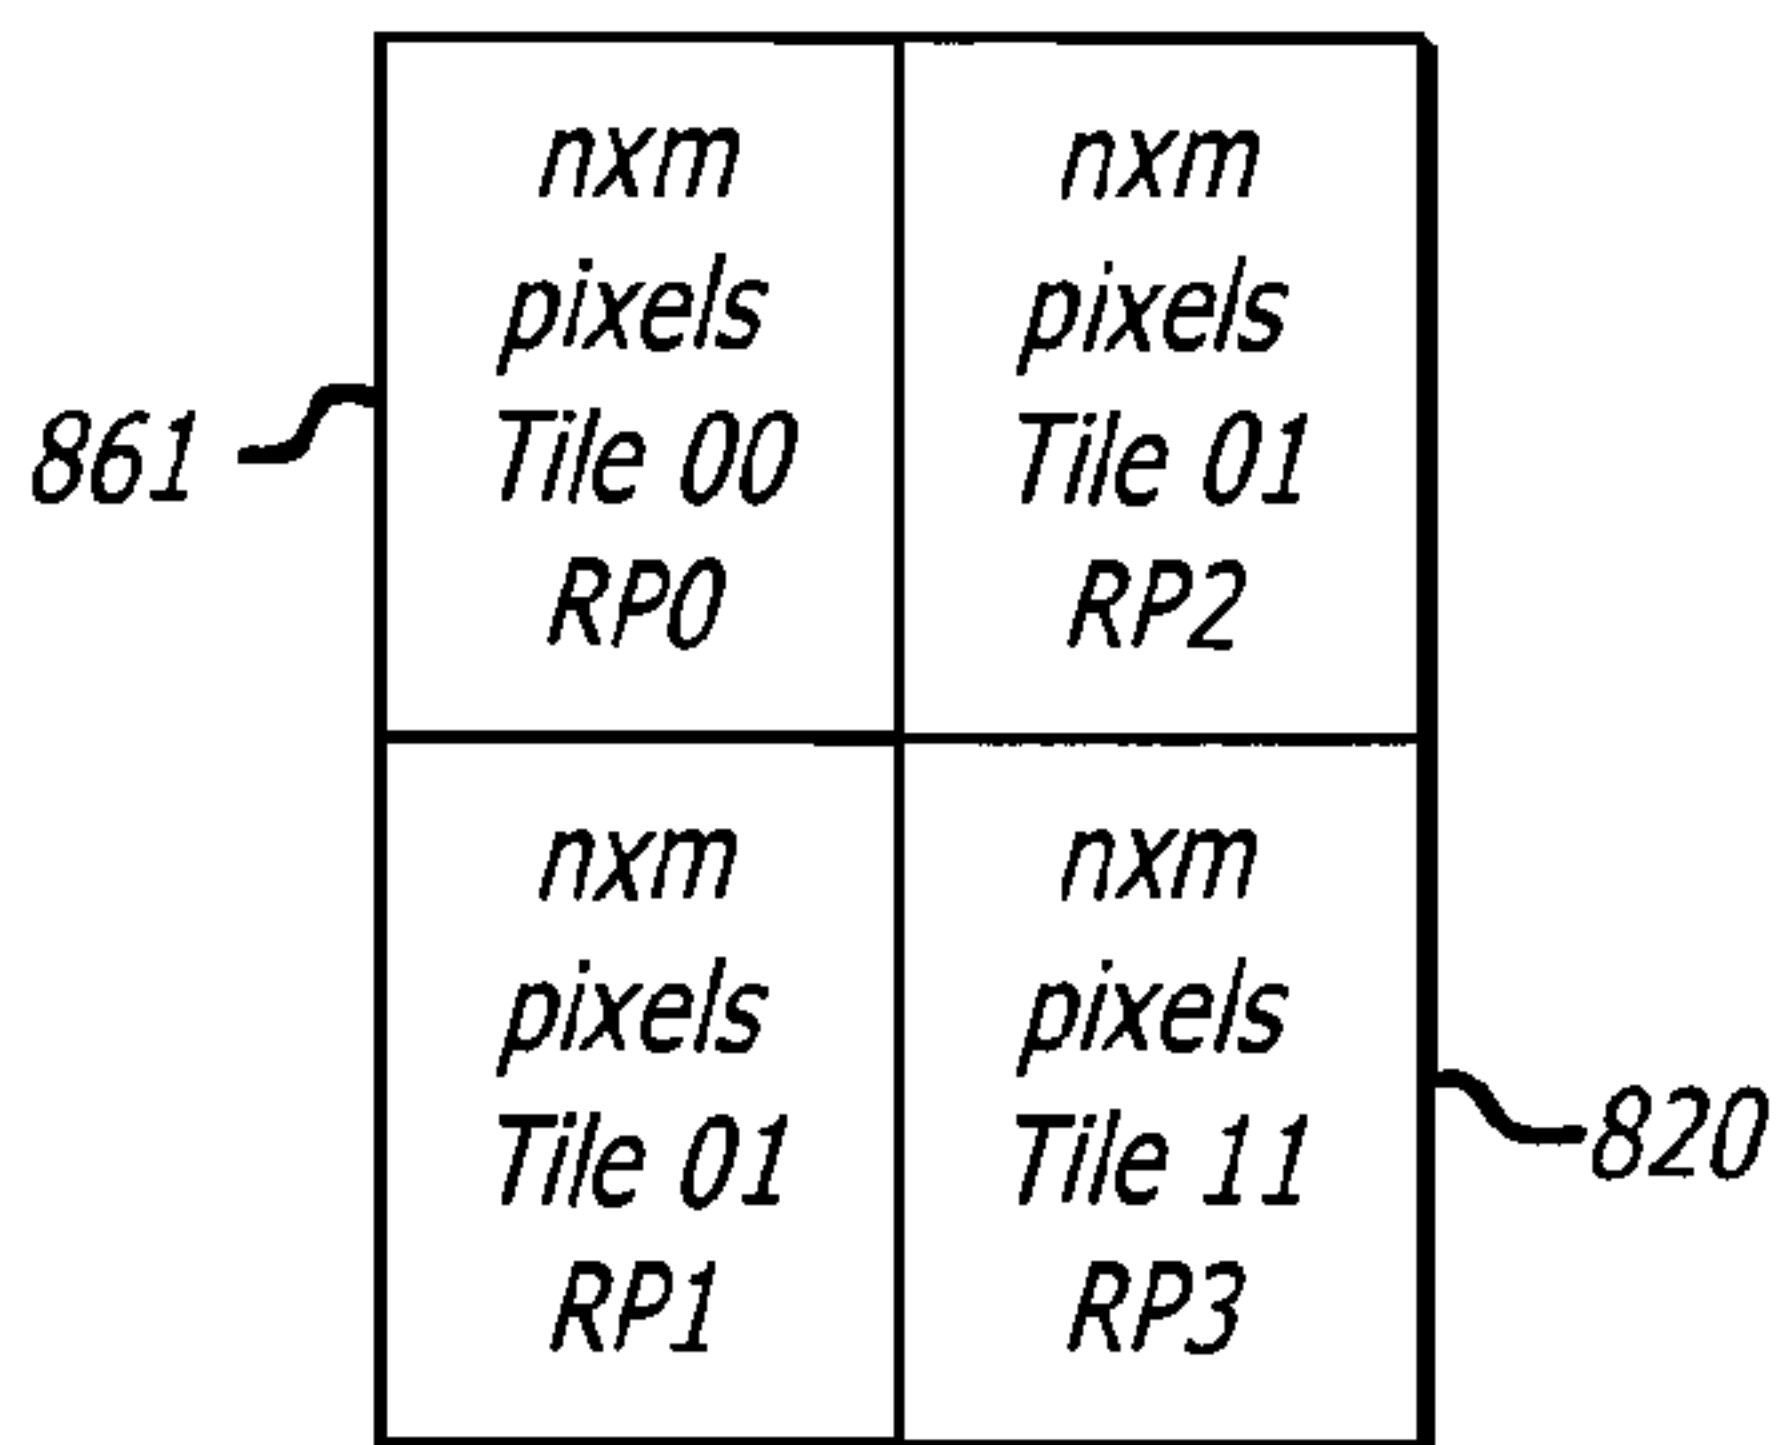 nxm
pixels
Tile 00
RP0
nxm
pixels
Tile 01
RP2
861
nxm
pixels
Tile 01
RP1
nxm
pixels
Tile 11
RP3
820